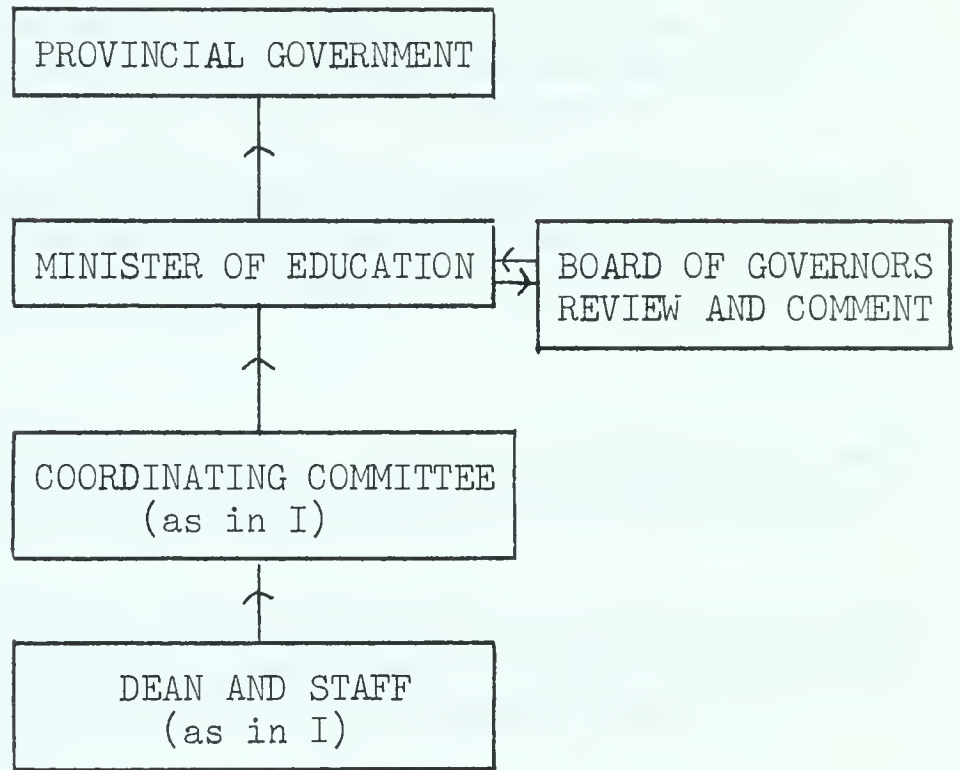 PROVINCIAL GOVERNMENT
MINISTER OF EDUCATION
BOARD OF GOVERNORS
REVIEW AND COMMENT
COORDINATING COMMITTEE
(as in I)
DEAN AND STAFF
(as in I)